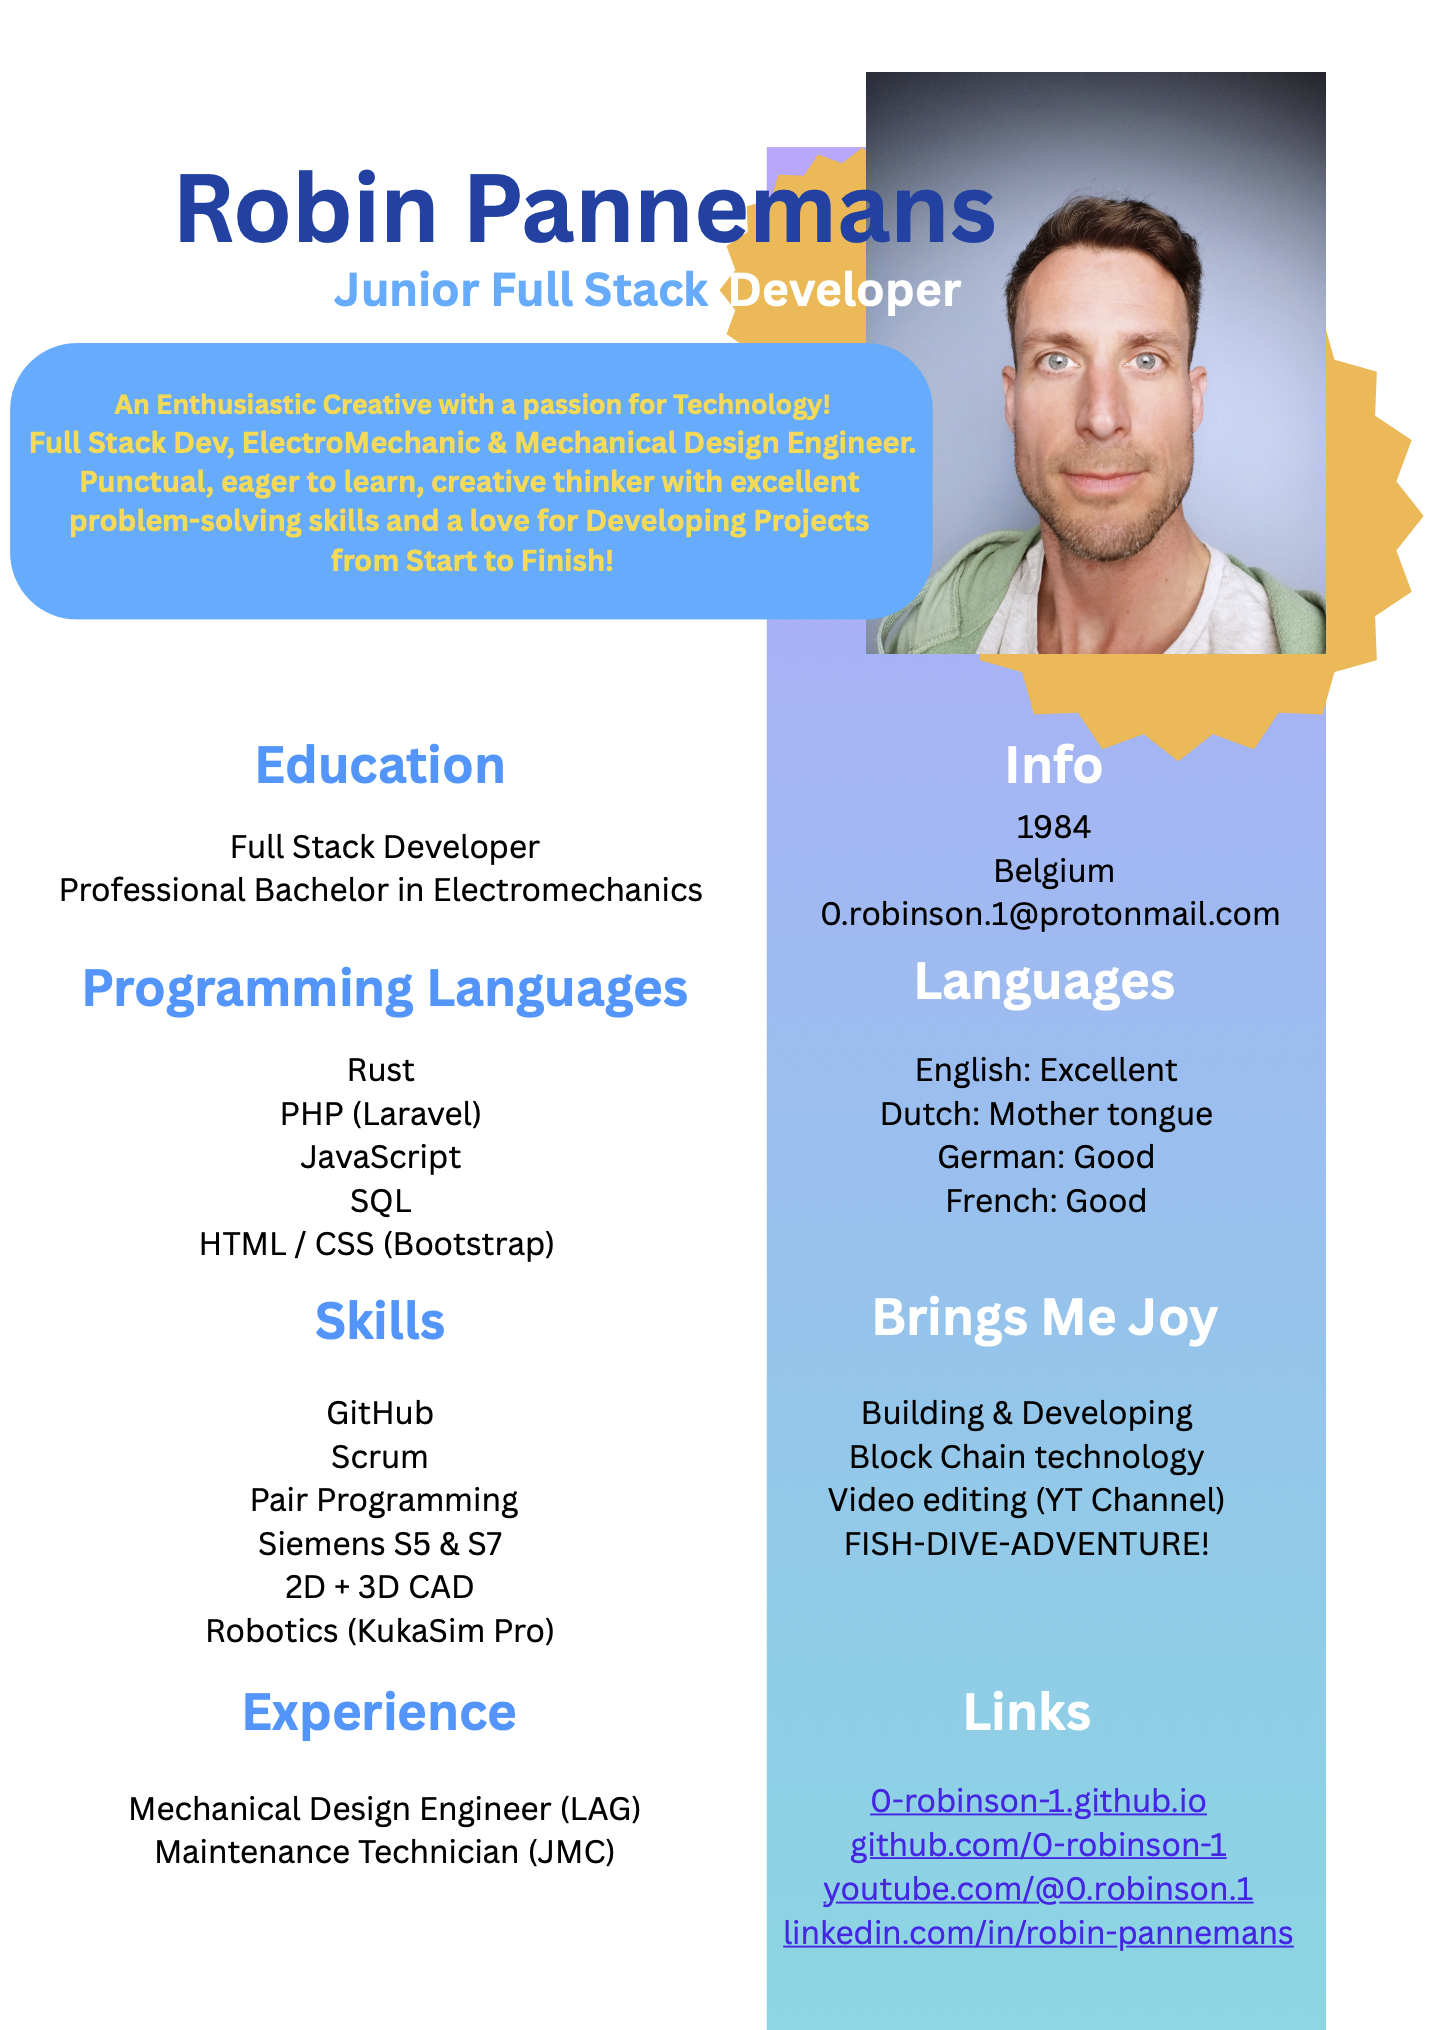 Robin Pannemans
Junior Full Stack Developer
An Enthusiastic Creative with a passion for Technology!
Full Stack Dev, ElectroMechanic & Mechanical Design Engineer.
Punctual, eager to learn, creative thinker with excellent
problem-solving skills and a love for Developing Projects
from Start to Finish!
Education
Full Stack Developer
Professional Bachelor in Electromechanics
Programming Languages
Rust
PHP (Laravel)
JavaScript
SQL
HTML / CSS (Bootstrap)
Skills
GitHub
Scrum
Pair Programming
Siemens S5 & S7
2D + 3D CAD
Robotics (KukaSim Pro)
Experience
Mechanical Design Engineer (LAG)
Maintenance Technician (JMC)
Info
1984
Belgium
0.robinson.1@protonmail.com
Languages
English: Excellent
Dutch: Mother tongue
German: Good
French: Good
Brings Me Joy
Building & Developing
Block Chain technology
Video editing (YT Channel)
FISH-DIVE-ADVENTURE!
Links
0-robinson-1.github.io
github.com/0-robinson-1
youtube.com/@0.robinson.1
linkedin.com/in/robin-pannemans